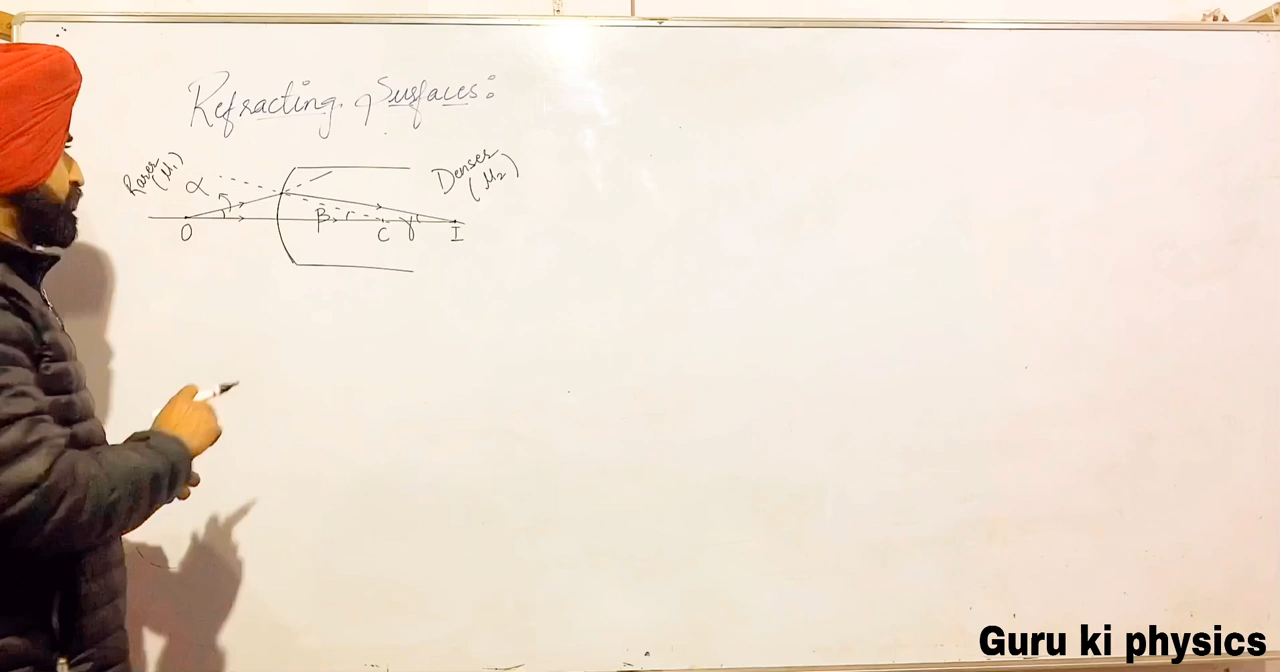 Refracting Surfaces:
Rarer
(μ₁)
Denser
(μ₂)
α
β r
γ
O
C
I
Guru ki physics